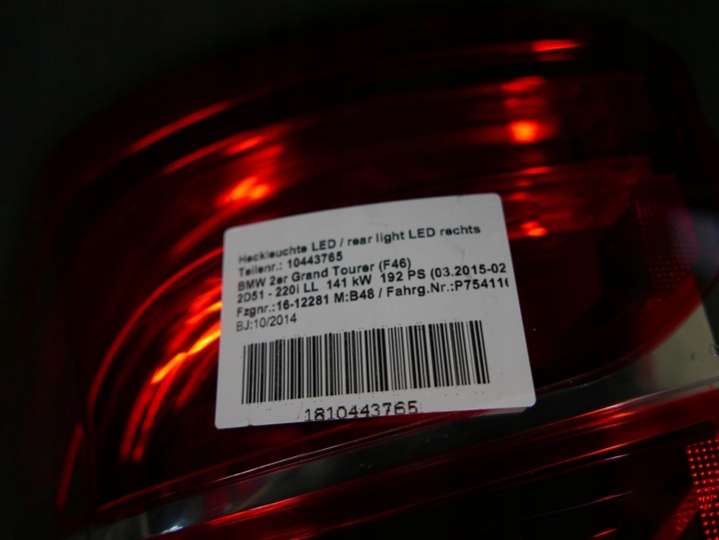 Heckleuchte LED / rear light LED rechts
Teilenr.: 10443765
BMW 2er Grand Tourer (F46)
2D51 - 220i LL 141 kW 192 PS (03.2015-02
Fzgnr.:16-12281 M:B48 / Fahrg.Nr.:P754116
BJ:10/2014
1810443765